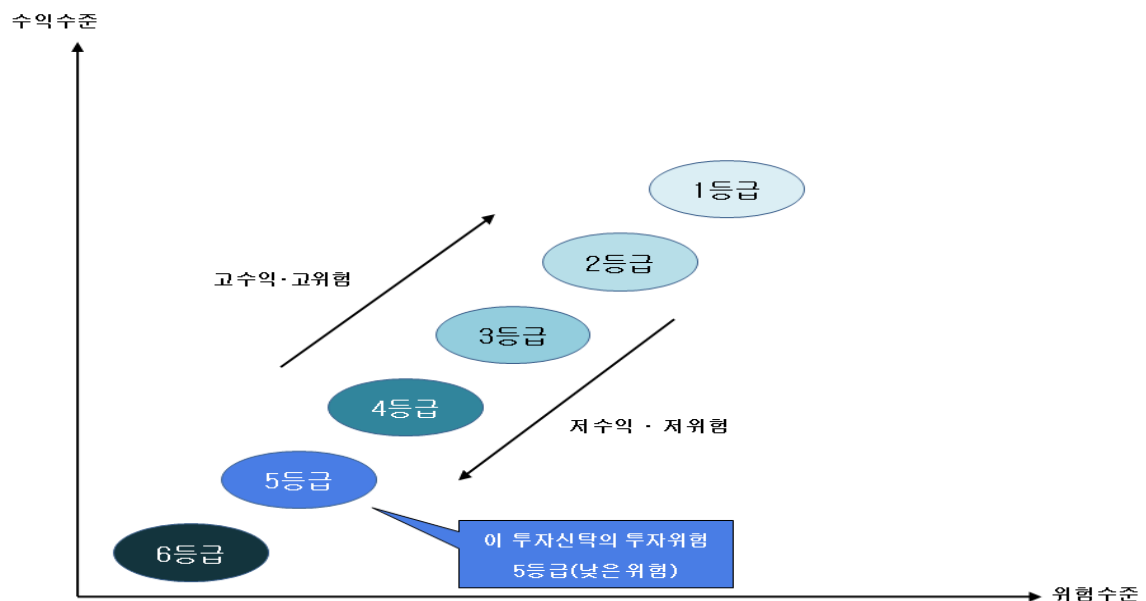 수익수준
1등급
2등급
고수익·고위험
3등급
4등급
저수익 · 저위험
5등급
이 투자신탁의 투자위험
5등급(낮은 위험)
6등급
위험수준